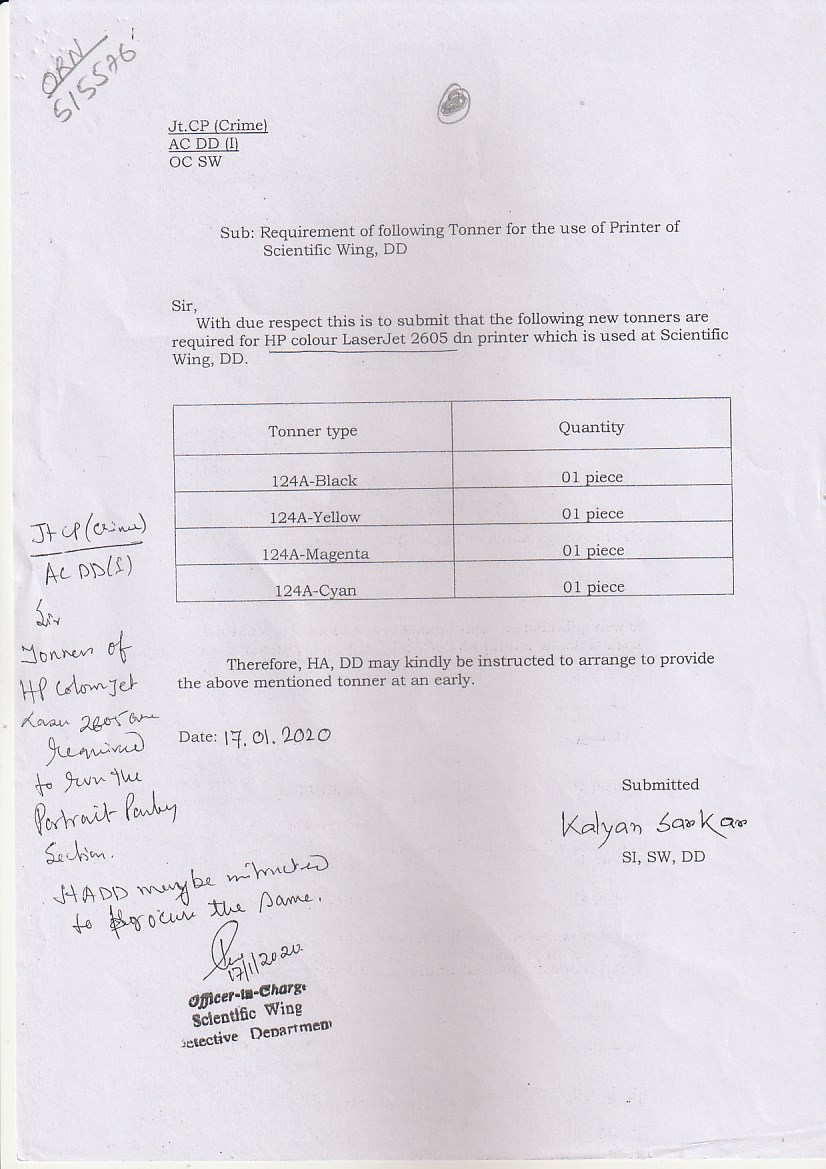 ORN
515576
Jt.CP (Crime)
AC DD (I)
OC SW
Sub: Requirement of following Tonner for the use of Printer of
Scientific Wing, DD
Sir,
With due respect this is to submit that the following new tonners are
required for HP colour LaserJet 2605 dn printer which is used at Scientific
Wing, DD.
Tonner type Quantity
124A-Black 01 piece
124A-Yellow 01 piece
124A-Magenta 01 piece
124A-Cyan 01 piece
Therefore, HA, DD may kindly be instructed to arrange to provide
the above mentioned tonner at an early.
Date: 17.01.2020
Submitted
Kalyan Sarkar
SI, SW, DD
Jt CP (Crime)
AC DD(I)
Sir
Tonners of
HP ColourJet
Laser 2605 are
required
to run the
Portrait Parley
Section.
HADD may be instructed
to procure the same.
17/1/2020.
Officer-in-Charge
Scientific Wing
Detective Department